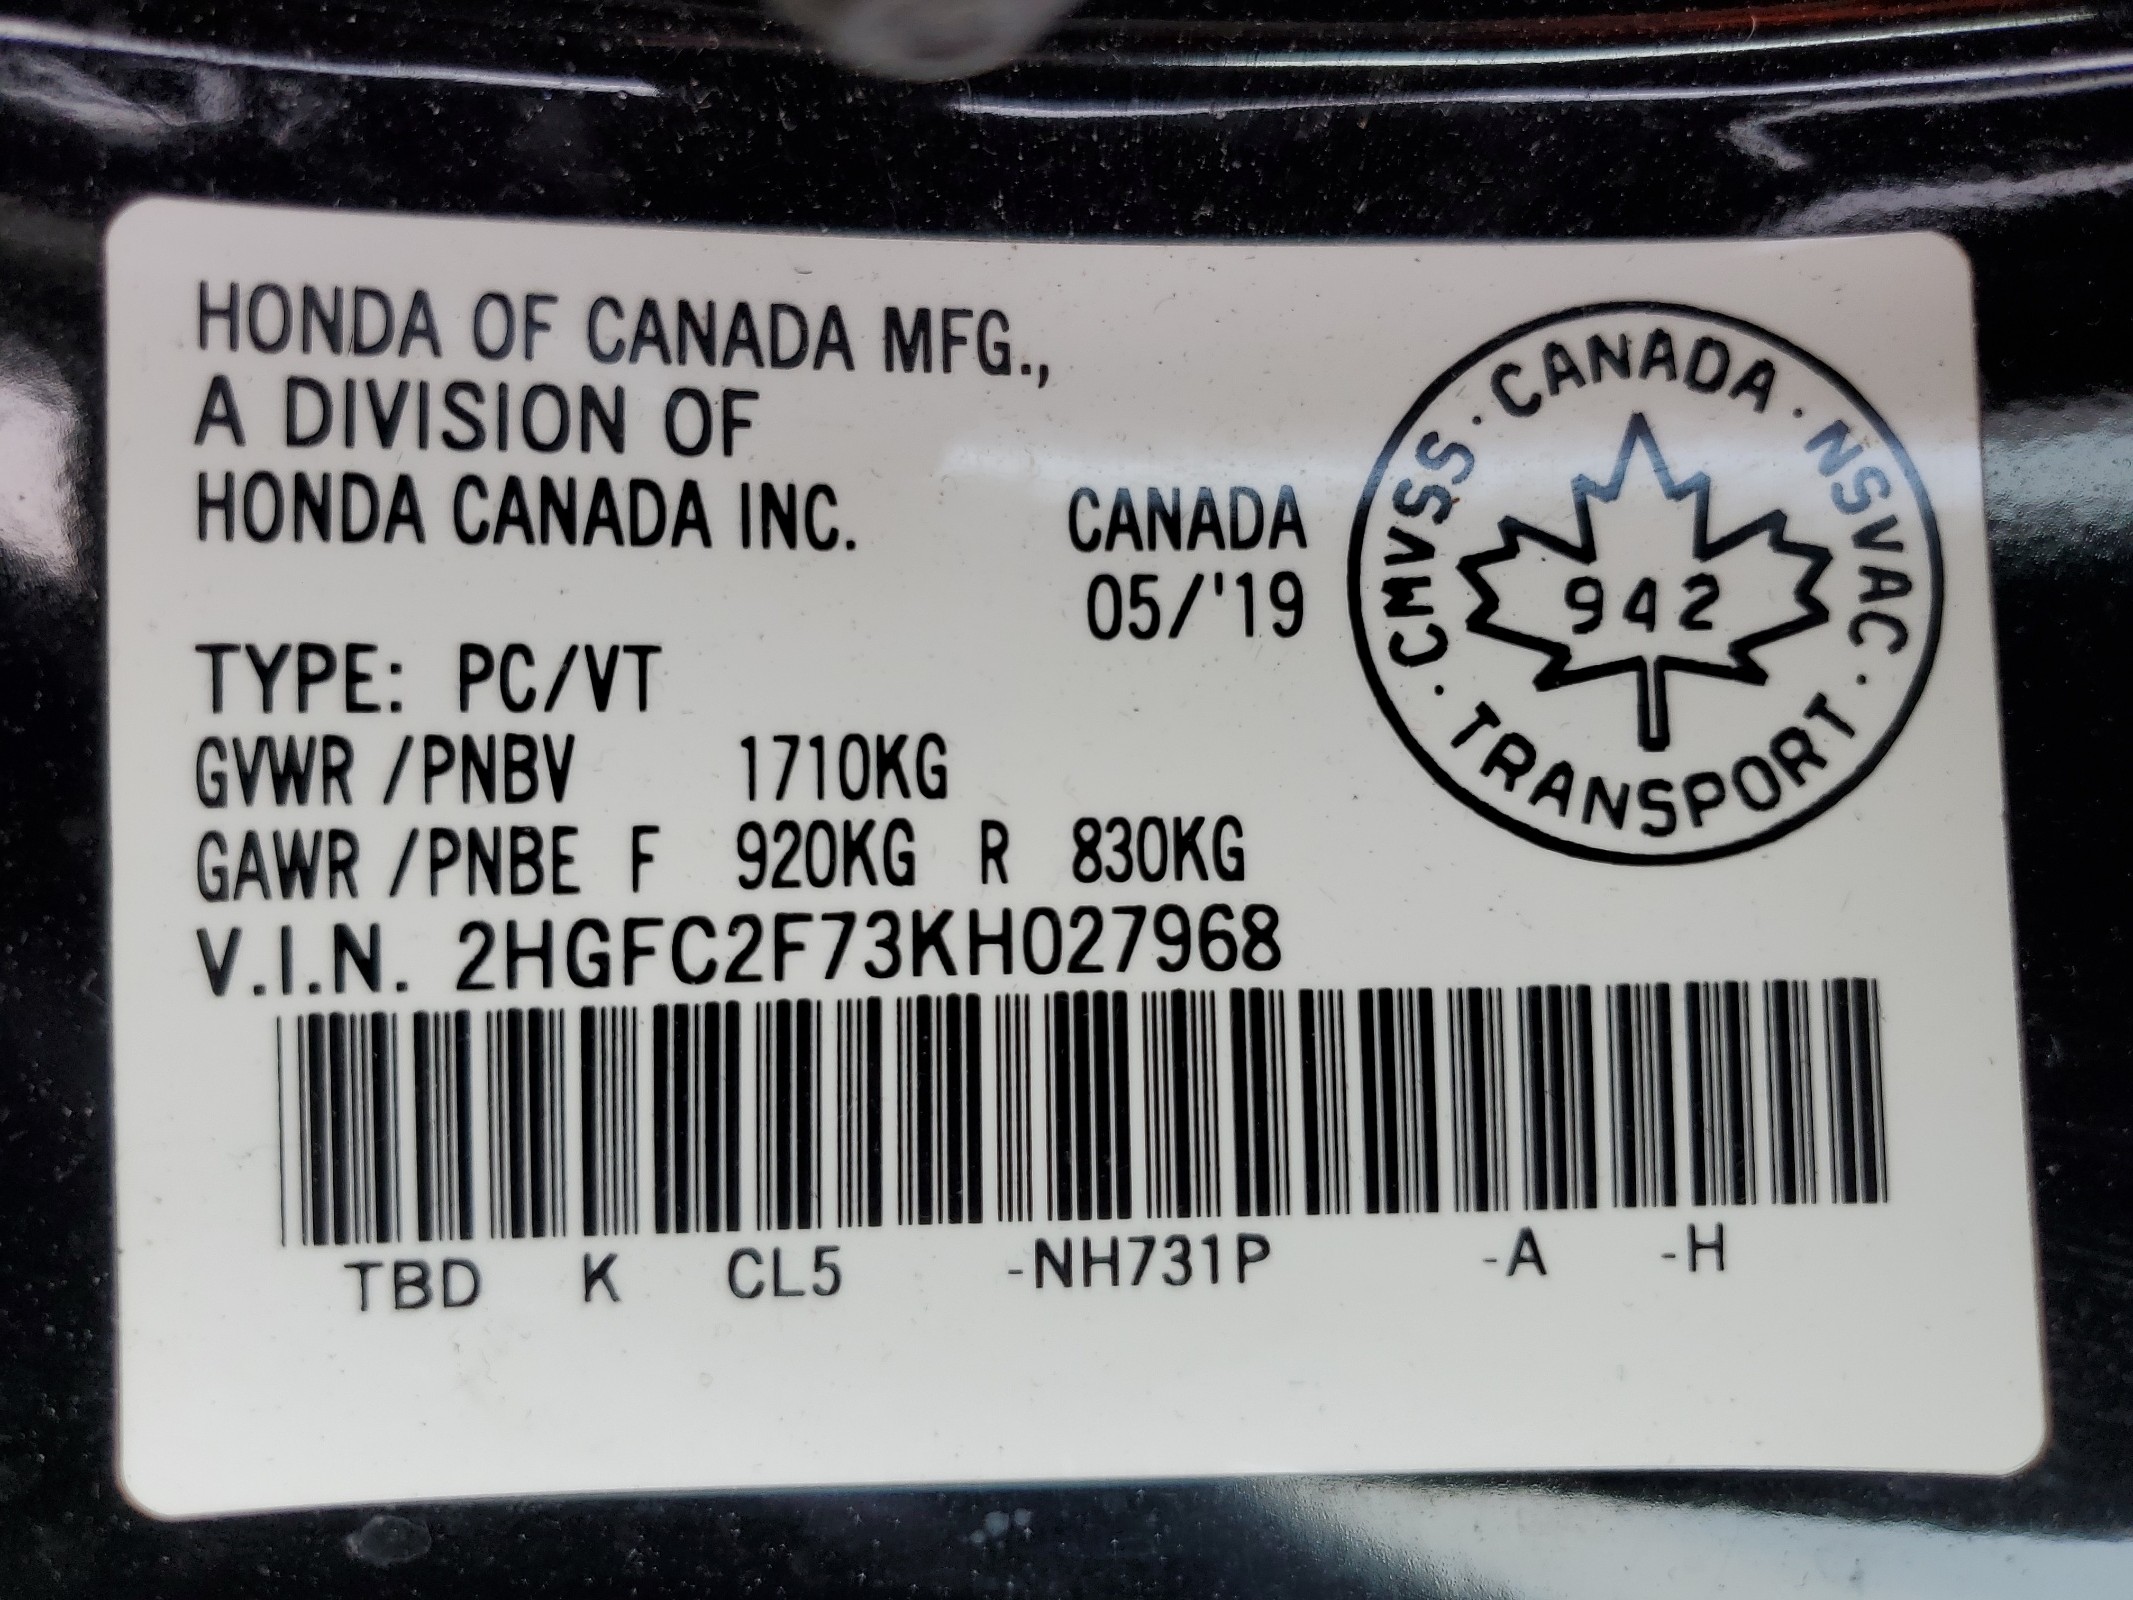 HONDA OF CANADA MFG.,
A DIVISION OF
HONDA CANADA INC.
CANADA
05/'19
CMVSS · CANADA · NSVAC · TRANSPORT ·
942
TYPE: PC/VT
GVWR /PNBV 1710KG
GAWR /PNBE F 920KG R 830KG
V.I.N. 2HGFC2F73KH027968
TBD K CL5 -NH731P -A -H